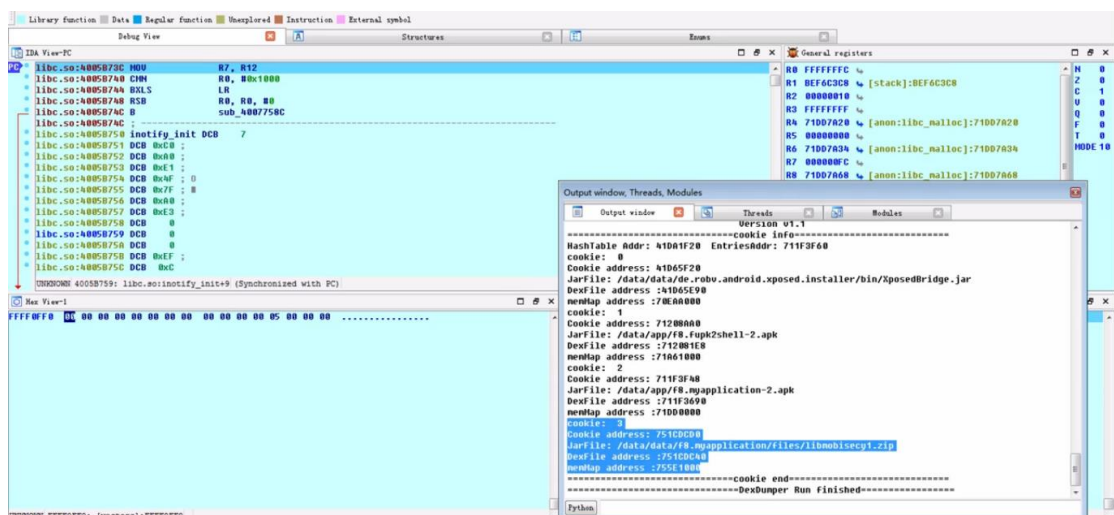 Library function Data Regular function Unexplored Instruction External symbol
Debug View Structures Enums
IDA View-PC
PC libc.so:4005B73C MOV R7, R12
libc.so:4005B740 CMN R0, #0x1000
libc.so:4005B744 BXLS LR
libc.so:4005B748 RSB R0, R0, #0
libc.so:4005B74C B sub_4007758C
libc.so:4005B74C ; ---------------------------------------------------------------------------
libc.so:4005B750 inotify_init DCB 7
libc.so:4005B751 DCB 0xC0 ;
libc.so:4005B752 DCB 0xA0 ;
libc.so:4005B753 DCB 0xE1 ;
libc.so:4005B754 DCB 0x4F ; O
libc.so:4005B755 DCB 0x7F ;
libc.so:4005B756 DCB 0xA0 ;
libc.so:4005B757 DCB 0xE3 ;
libc.so:4005B758 DCB 0
libc.so:4005B759 DCB 0
libc.so:4005B75A DCB 0
libc.so:4005B75B DCB 0xEF ;
libc.so:4005B75C DCB 0xC
UNKNOWN 4005B759: libc.so:inotify_init+9 (Synchronized with PC)
Hex View-1
FFFF0FF0 00 00 00 00 00 00 00 00 00 00 00 00 05 00 00 00 ................
General registers
R0 FFFFFFFC
R1 BEF6C3C8 [stack]:BEF6C3C8
R2 00000010
R3 FFFFFFFF
R4 71DD7A20 [anon:libc_malloc]:71DD7A20
R5 00000000
R6 71DD7A34 [anon:libc_malloc]:71DD7A34
R7 000000FC
R8 71DD7A68 [anon:libc_malloc]:71DD7A68
N 0
Z 0
C 1
V 0
Q 0
F 0
T 0
MODE 10
Output window, Threads, Modules
Output window Threads Modules
Version v1.1
==============================cookie info============================
HashTable Addr: 41DA1F20 EntriesAddr: 711F3F60
cookie: 0
Cookie address: 41D65F20
JarFile: /data/data/de.robv.android.xposed.installer/bin/XposedBridge.jar
DexFile address :41D65E90
memMap address :70EAA000
cookie: 1
Cookie address: 71208AA0
JarFile: /data/app/f8.fupk2shell-2.apk
DexFile address :712081E8
memMap address :71A61000
cookie: 2
Cookie address: 711F3F48
JarFile: /data/app/f8.myapplication-2.apk
DexFile address :711F3690
memMap address :71DD0000
cookie: 3
Cookie address: 751CDCD0
JarFile: /data/data/f8.myapplication/files/libmobisecy1.zip
DexFile address :751CDC40
memMap address :755E1000
==============================cookie end============================
===============================DexDumper Run Finished=================
Python